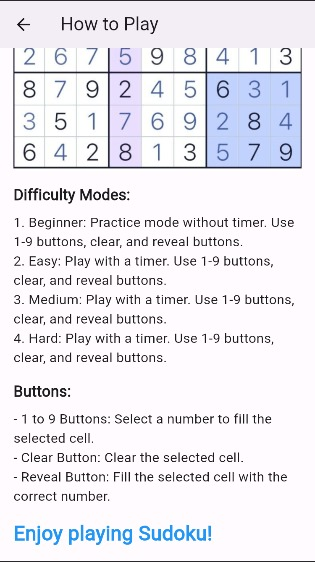 How to Play
2 6 7 5 9 8 4 1 3
8 7 9 2 4 5 6 3 1
3 5 1 7 6 9 2 8 4
6 4 2 8 1 3 5 7 9
Difficulty Modes:
1. Beginner: Practice mode without timer. Use
1-9 buttons, clear, and reveal buttons.
2. Easy: Play with a timer. Use 1-9 buttons,
clear, and reveal buttons.
3. Medium: Play with a timer. Use 1-9 buttons,
clear, and reveal buttons.
4. Hard: Play with a timer. Use 1-9 buttons,
clear, and reveal buttons.
Buttons:
- 1 to 9 Buttons: Select a number to fill the
selected cell.
- Clear Button: Clear the selected cell.
- Reveal Button: Fill the selected cell with the
correct number.
Enjoy playing Sudoku!